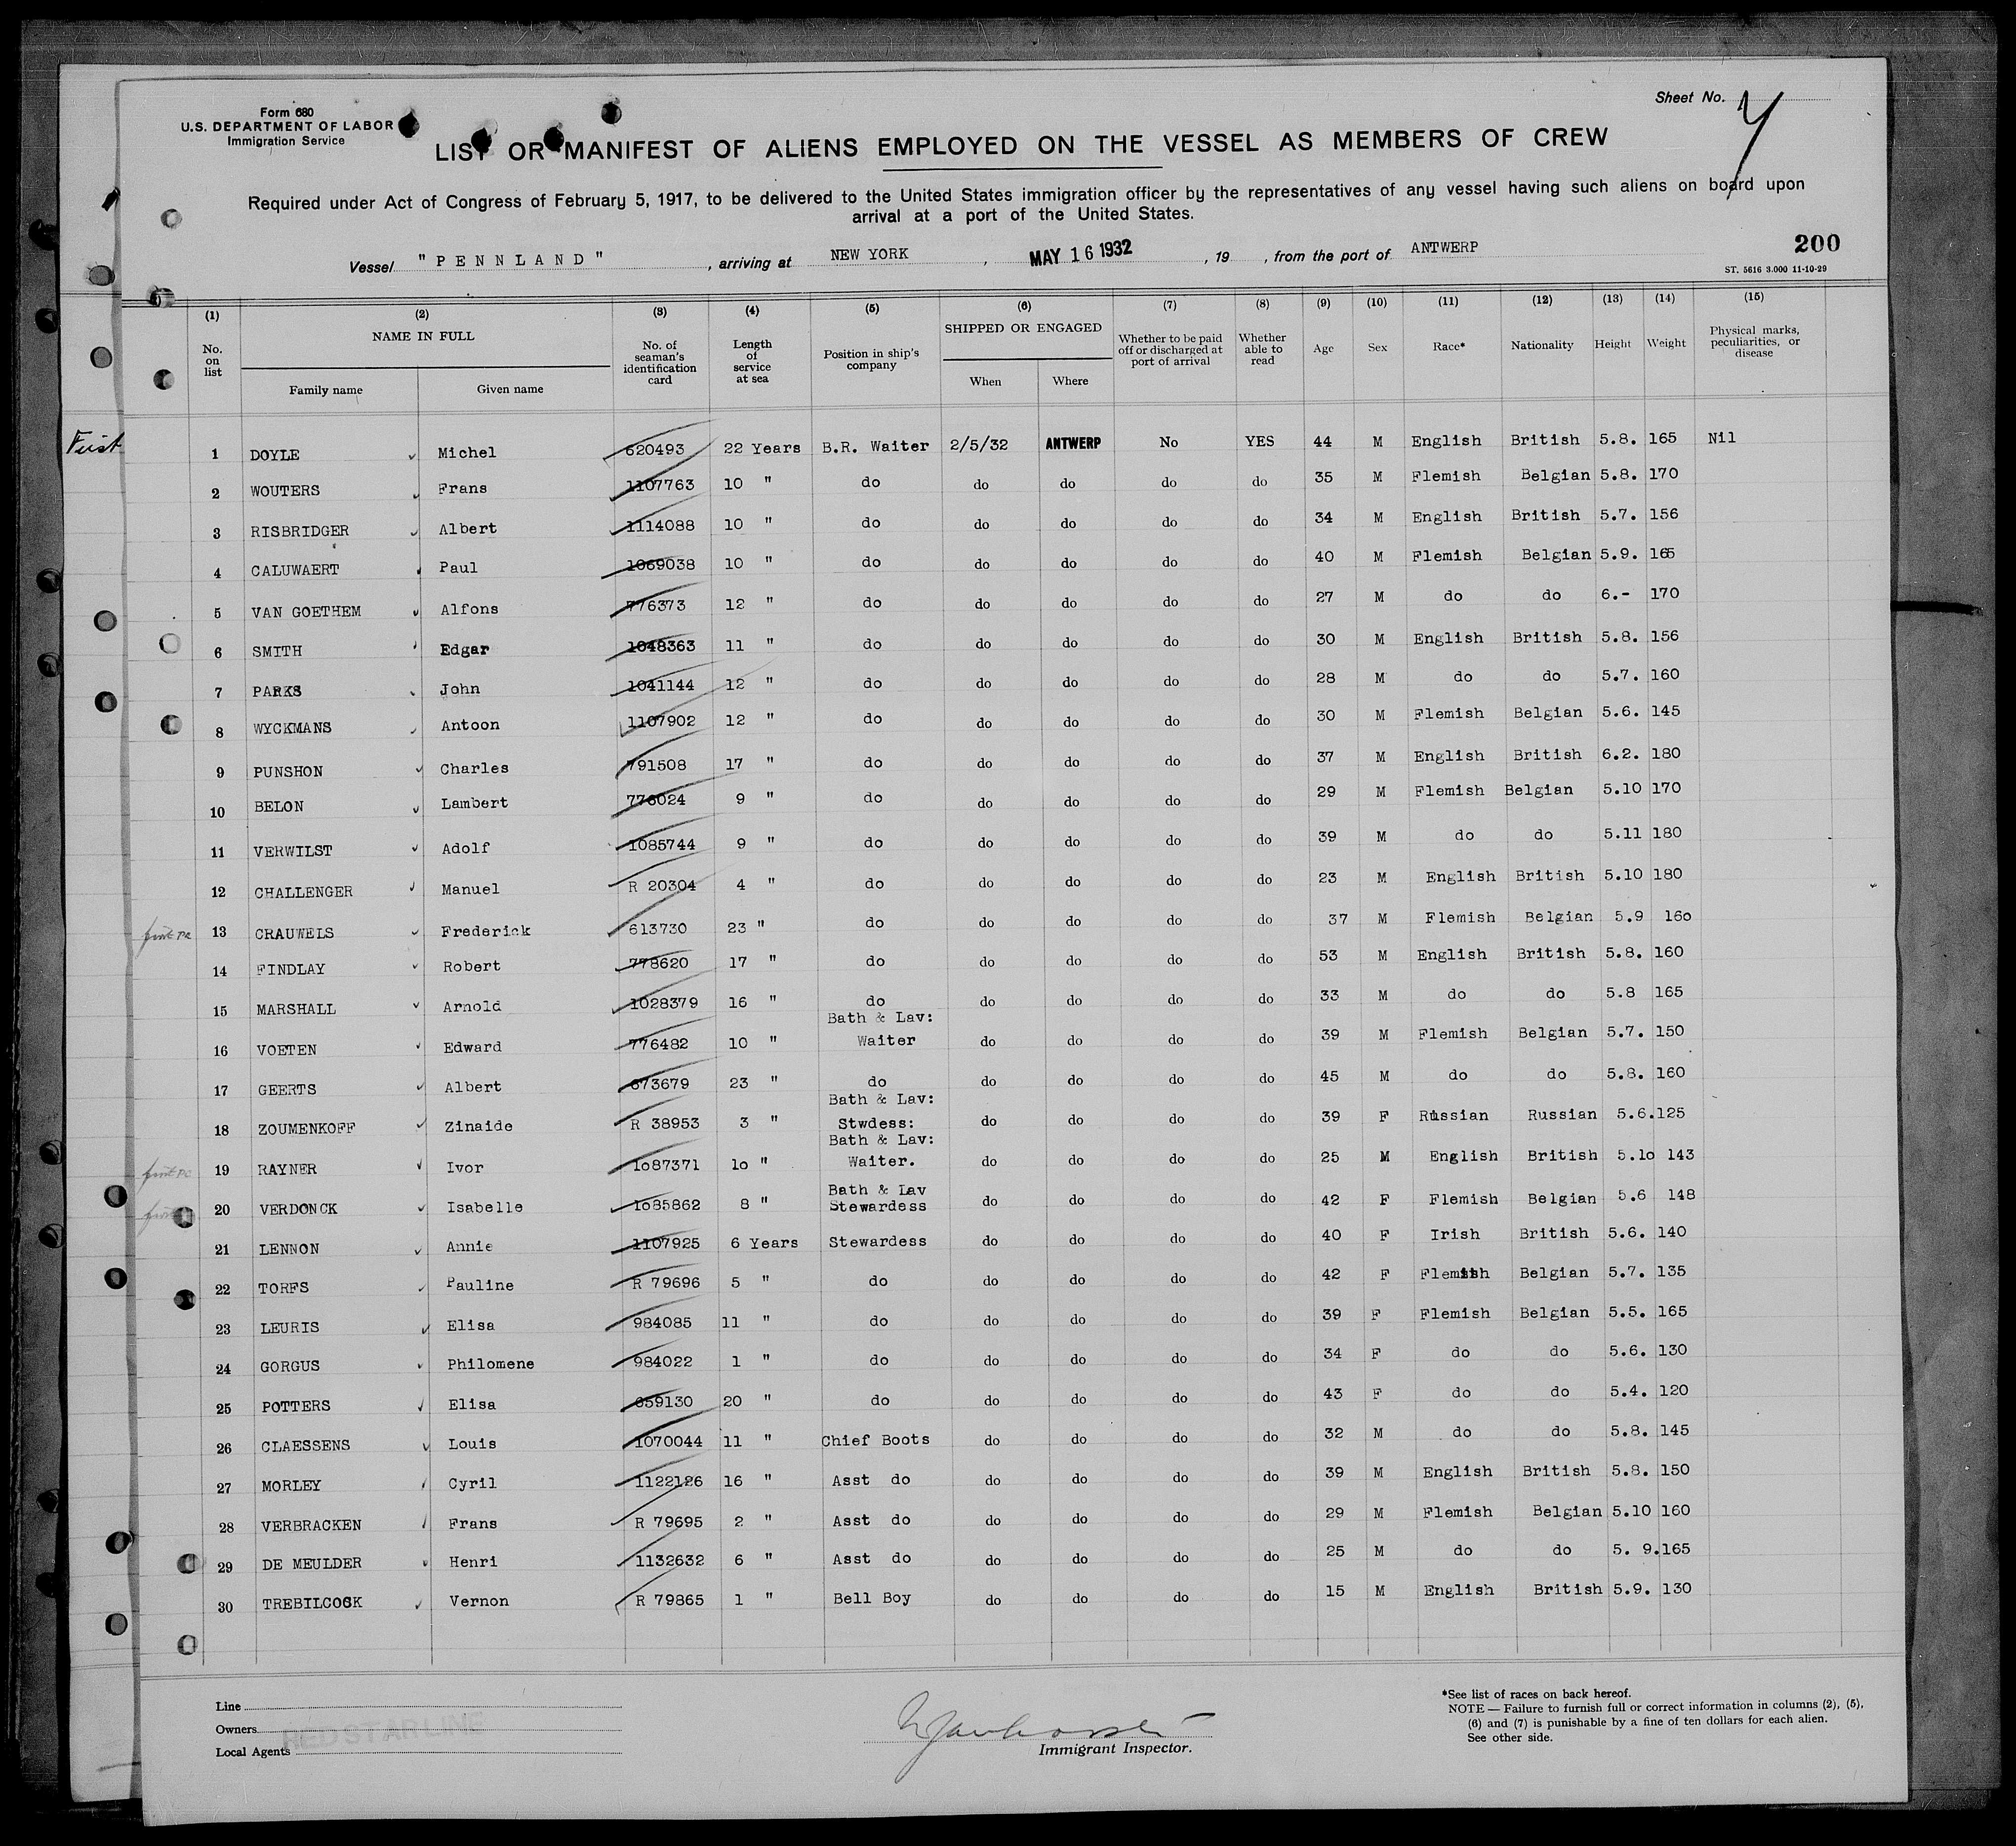 Form 680
U.S. DEPARTMENT OF LABOR
Immigration Service
Sheet No.
LIST OR MANIFEST OF ALIENS EMPLOYED ON THE VESSEL AS MEMBERS OF CREW
Required under Act of Congress of February 5, 1917, to be delivered to the United States immigration officer by the representatives of any vessel having such aliens on board upon
arrival at a port of the United States.
Vessel "PENNLAND", arriving at NEW YORK, MAY 16 1932, 19 , from the port of ANTWERP
200
ST. 5616 3.000 11-10-29
(1) (2) (3) (4) (5) (6) (7) (8) (9) (10) (11) (12) (13) (14) (15)
No. on list NAME IN FULL Family name Given name No. of seaman's identification card Length of service at sea Position in ship's company SHIPPED OR ENGAGED When Where Whether to be paid off or discharged at port of arrival Whether able to read Age Sex Race* Nationality Height Weight Physical marks, peculiarities, or disease
First 1 DOYLE Michel 620493 22 Years B.R. Waiter 2/5/32 ANTWERP No YES 44 M English British 5.8. 165 Nil
2 WOUTERS Frans 1107763 10 " do do do do do 35 M Flemish Belgian 5.8. 170
3 RISBRIDGER Albert 1114088 10 " do do do do do 34 M English British 5.7. 156
4 CALUWAERT Paul 1069038 10 " do do do do do 40 M Flemish Belgian 5.9. 165
5 VAN GOETHEM Alfons 776373 12 " do do do do do 27 M do do 6.- 170
6 SMITH Edgar 1048363 11 " do do do do do 30 M English British 5.8. 156
7 PARKS John 1041144 12 " do do do do do 28 M do do 5.7. 160
8 WYCKMANS Antoon 1107902 12 " do do do do do 30 M Flemish Belgian 5.6. 145
9 PUNSHON Charles 791508 17 " do do do do do 37 M English British 6.2. 180
10 BELON Lambert 776024 9 " do do do do do 29 M Flemish Belgian 5.10 170
11 VERWILST Adolf 1085744 9 " do do do do do 39 M do do 5.11 180
12 CHALLENGER Manuel R 20304 4 " do do do do do 23 M English British 5.10 180
13 CRAUWELS Frederick 613730 23 " do do do do do 37 M Flemish Belgian 5.9 160
14 FINDLAY Robert 778620 17 " do do do do do 53 M English British 5.8. 160
15 MARSHALL Arnold 1028379 16 " do do do do do 33 M do do 5.8 165
16 VOETEN Edward 776482 10 " Bath & Lav: Waiter do do do do 39 M Flemish Belgian 5.7. 150
17 GEERTS Albert 673679 23 " do do do do do 45 M do do 5.8. 160
18 ZOUMENKOFF Zinaide R 38953 3 " Bath & Lav: Stwdess: do do do do 39 F Russian Russian 5.6. 125
19 RAYNER Ivor 1o87371 1o " Bath & Lav: Waiter. do do do do 25 M English British 5.1o 143
20 VERDONCK Isabelle 1o85862 8 " Bath & Lav Stewardess do do do do 42 F Flemish Belgian 5.6 148
21 LENNON Annie 1107925 6 Years Stewardess do do do do 40 F Irish British 5.6. 140
22 TORFS Pauline R 79696 5 " do do do do do 42 F Flemish Belgian 5.7. 135
23 LEURIS Elisa 984085 11 " do do do do do 39 F Flemish Belgian 5.5. 165
24 GORGUS Philomene 984022 1 " do do do do do 34 F do do 5.6. 130
25 POTTERS Elisa 659130 20 " do do do do do 43 F do do 5.4. 120
26 CLAESSENS Louis 1070044 11 " Chief Boots do do do do 32 M do do 5.8. 145
27 MORLEY Cyril 1122126 16 " Asst do do do do do 39 M English British 5.8. 150
28 VERBRACKEN Frans R 79695 2 " Asst do do do do do 29 M Flemish Belgian 5.10 160
29 DE MEULDER Henri 1132632 6 " Asst do do do do do 25 M do do 5. 9. 165
30 TREBILCOCK Vernon R 79865 1 " Bell Boy do do do do 15 M English British 5.9. 130
Line
Owners RED STAR LINE
Local Agents
Immigrant Inspector.
*See list of races on back hereof.
NOTE — Failure to furnish full or correct information in columns (2), (5),
(6) and (7) is punishable by a fine of ten dollars for each alien.
See other side.